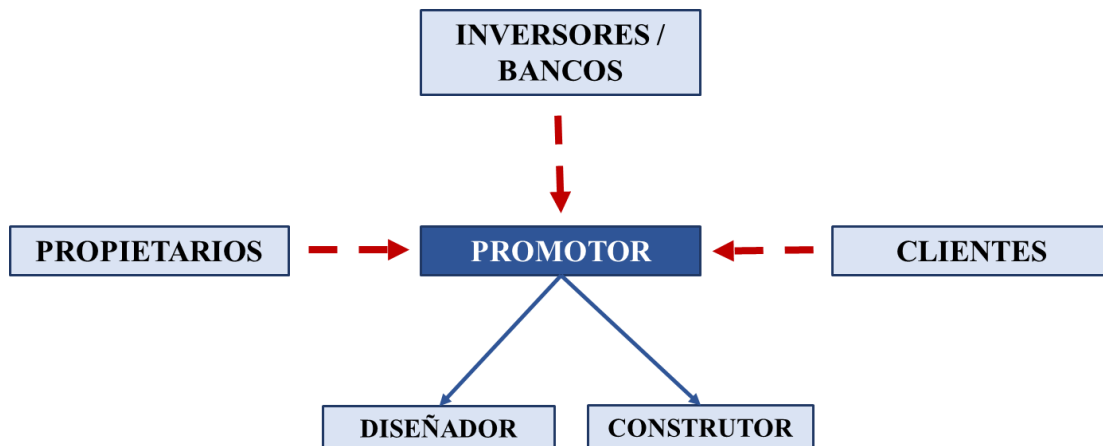 INVERSORES /
BANCOS
PROPIETARIOS
PROMOTOR
CLIENTES
DISEÑADOR
CONSTRUTOR